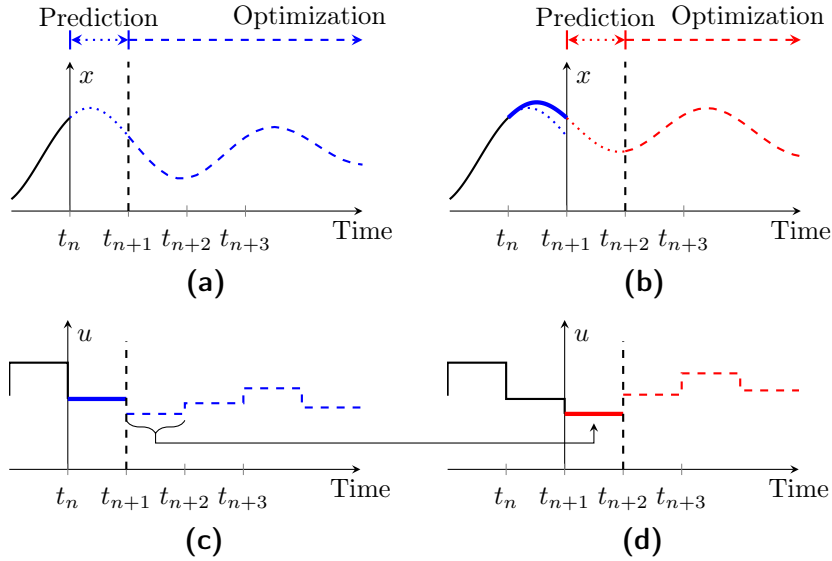 Prediction Optimization
x
t_n t_{n+1} t_{n+2} t_{n+3} Time
(a)
Prediction Optimization
x
t_n t_{n+1} t_{n+2} t_{n+3} Time
(b)
u
t_n t_{n+1} t_{n+2} t_{n+3} Time
(c)
u
t_n t_{n+1} t_{n+2} t_{n+3} Time
(d)